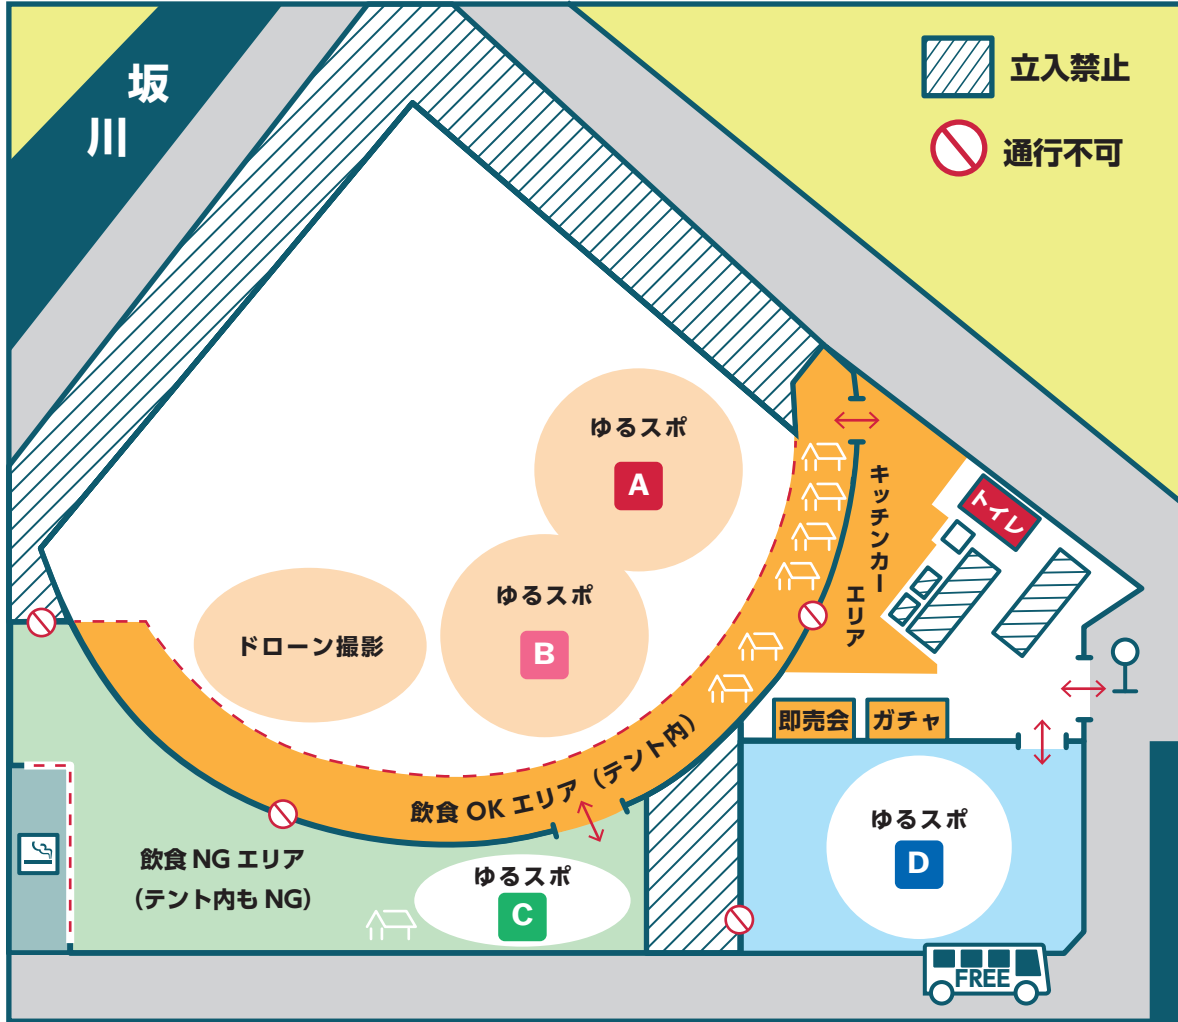 坂川
立入禁止
通行不可
ゆるスポ
A
キッチンカー
エリア
トイレ
ゆるスポ
B
ドローン撮影
即売会
ガチャ
飲食 OK エリア（テント内）
ゆるスポ
D
飲食 NG エリア
（テント内も NG）
ゆるスポ
C
FREE